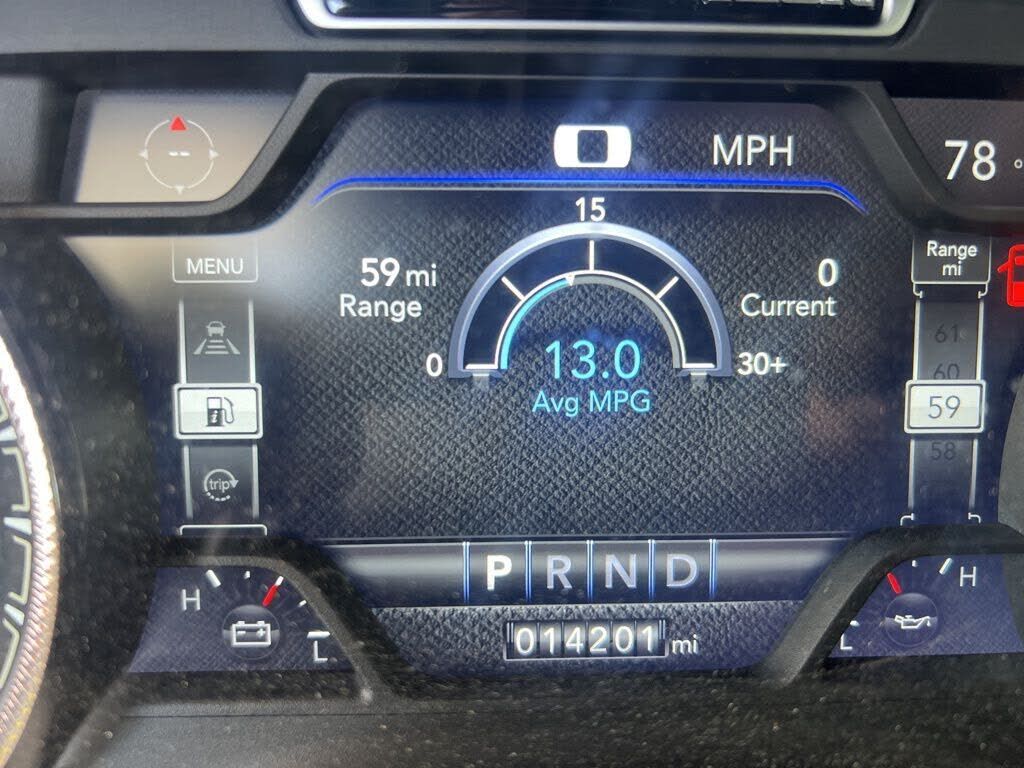 --
MPH
78 °
15
MENU
59 mi
Range
0
Current
Range
mi
61
60
59
58
0
30+
13.0
Avg MPG
trip
P R N D
H
L
H
L
014201 mi